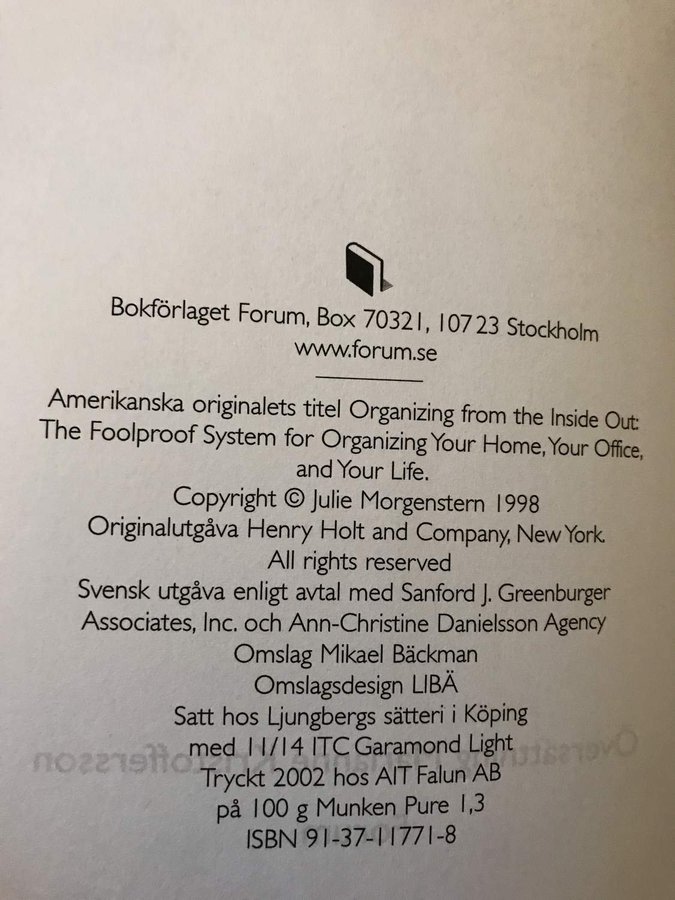 Bokförlaget Forum, Box 70321, 107 23 Stockholm
www.forum.se
Amerikanska originalets titel Organizing from the Inside Out:
The Foolproof System for Organizing Your Home, Your Office,
and Your Life.
Copyright © Julie Morgenstern 1998
Originalutgåva Henry Holt and Company, New York.
All rights reserved
Svensk utgåva enligt avtal med Sanford J. Greenburger
Associates, Inc. och Ann-Christine Danielsson Agency
Omslag Mikael Bäckman
Omslagsdesign LIBÄ
Satt hos Ljungbergs sätteri i Köping
med 11/14 ITC Garamond Light
Tryckt 2002 hos AIT Falun AB
på 100 g Munken Pure 1,3
ISBN 91-37-11771-8